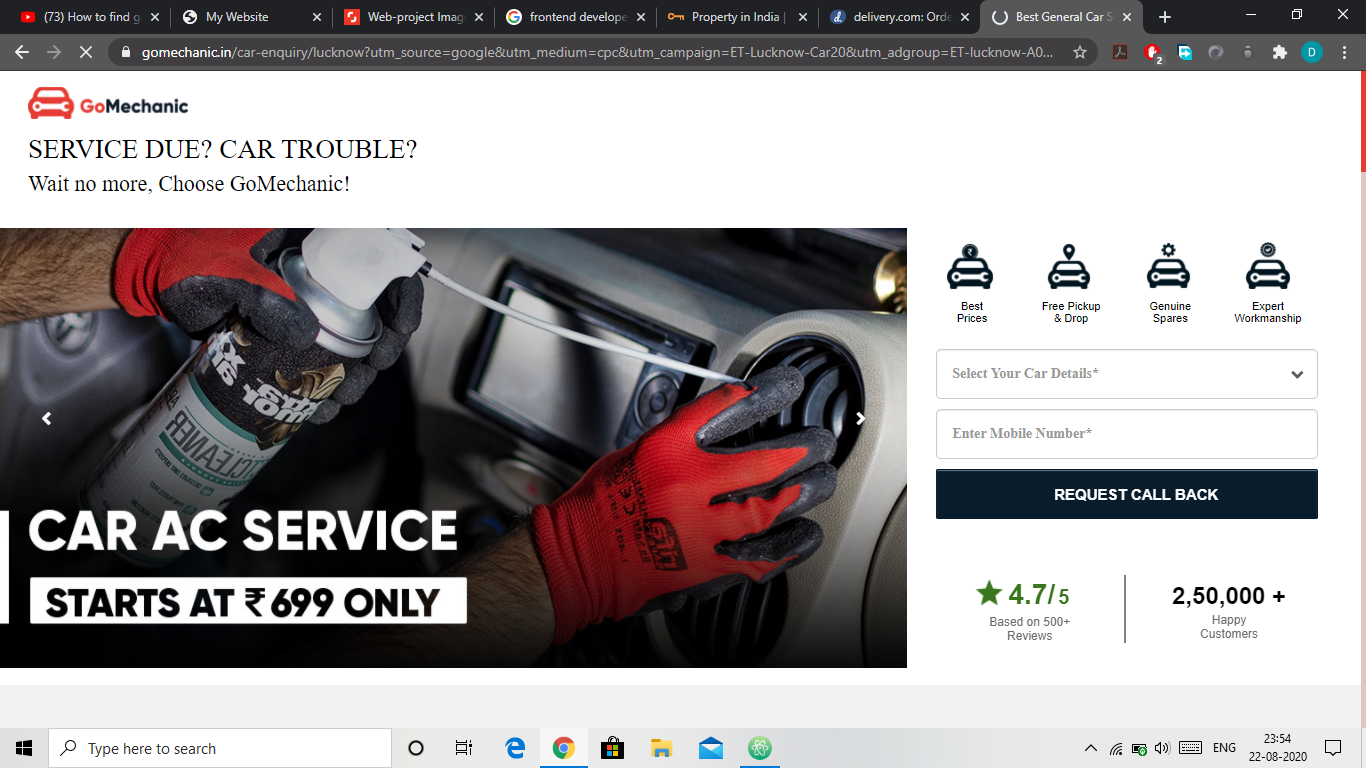 (73) How to find g
My Website
Web-project Imag
frontend develope
Property in India |
delivery.com: Orde
Best General Car S
gomechanic.in/car-enquiry/lucknow?utm_source=google&utm_medium=cpc&utm_campaign=ET-Lucknow-Car20&utm_adgroup=ET-lucknow-A0...
2
D
GoMechanic
SERVICE DUE? CAR TROUBLE?
Wait no more, Choose GoMechanic!
CLEANER
CAR AC SERVICE
STARTS AT ₹ 699 ONLY
Best
Prices
Free Pickup
& Drop
Genuine
Spares
Expert
Workmanship
Select Your Car Details*
Enter Mobile Number*
REQUEST CALL BACK
4.7/5
Based on 500+
Reviews
2,50,000 +
Happy
Customers
Type here to search
ENG
23:54
22-08-2020